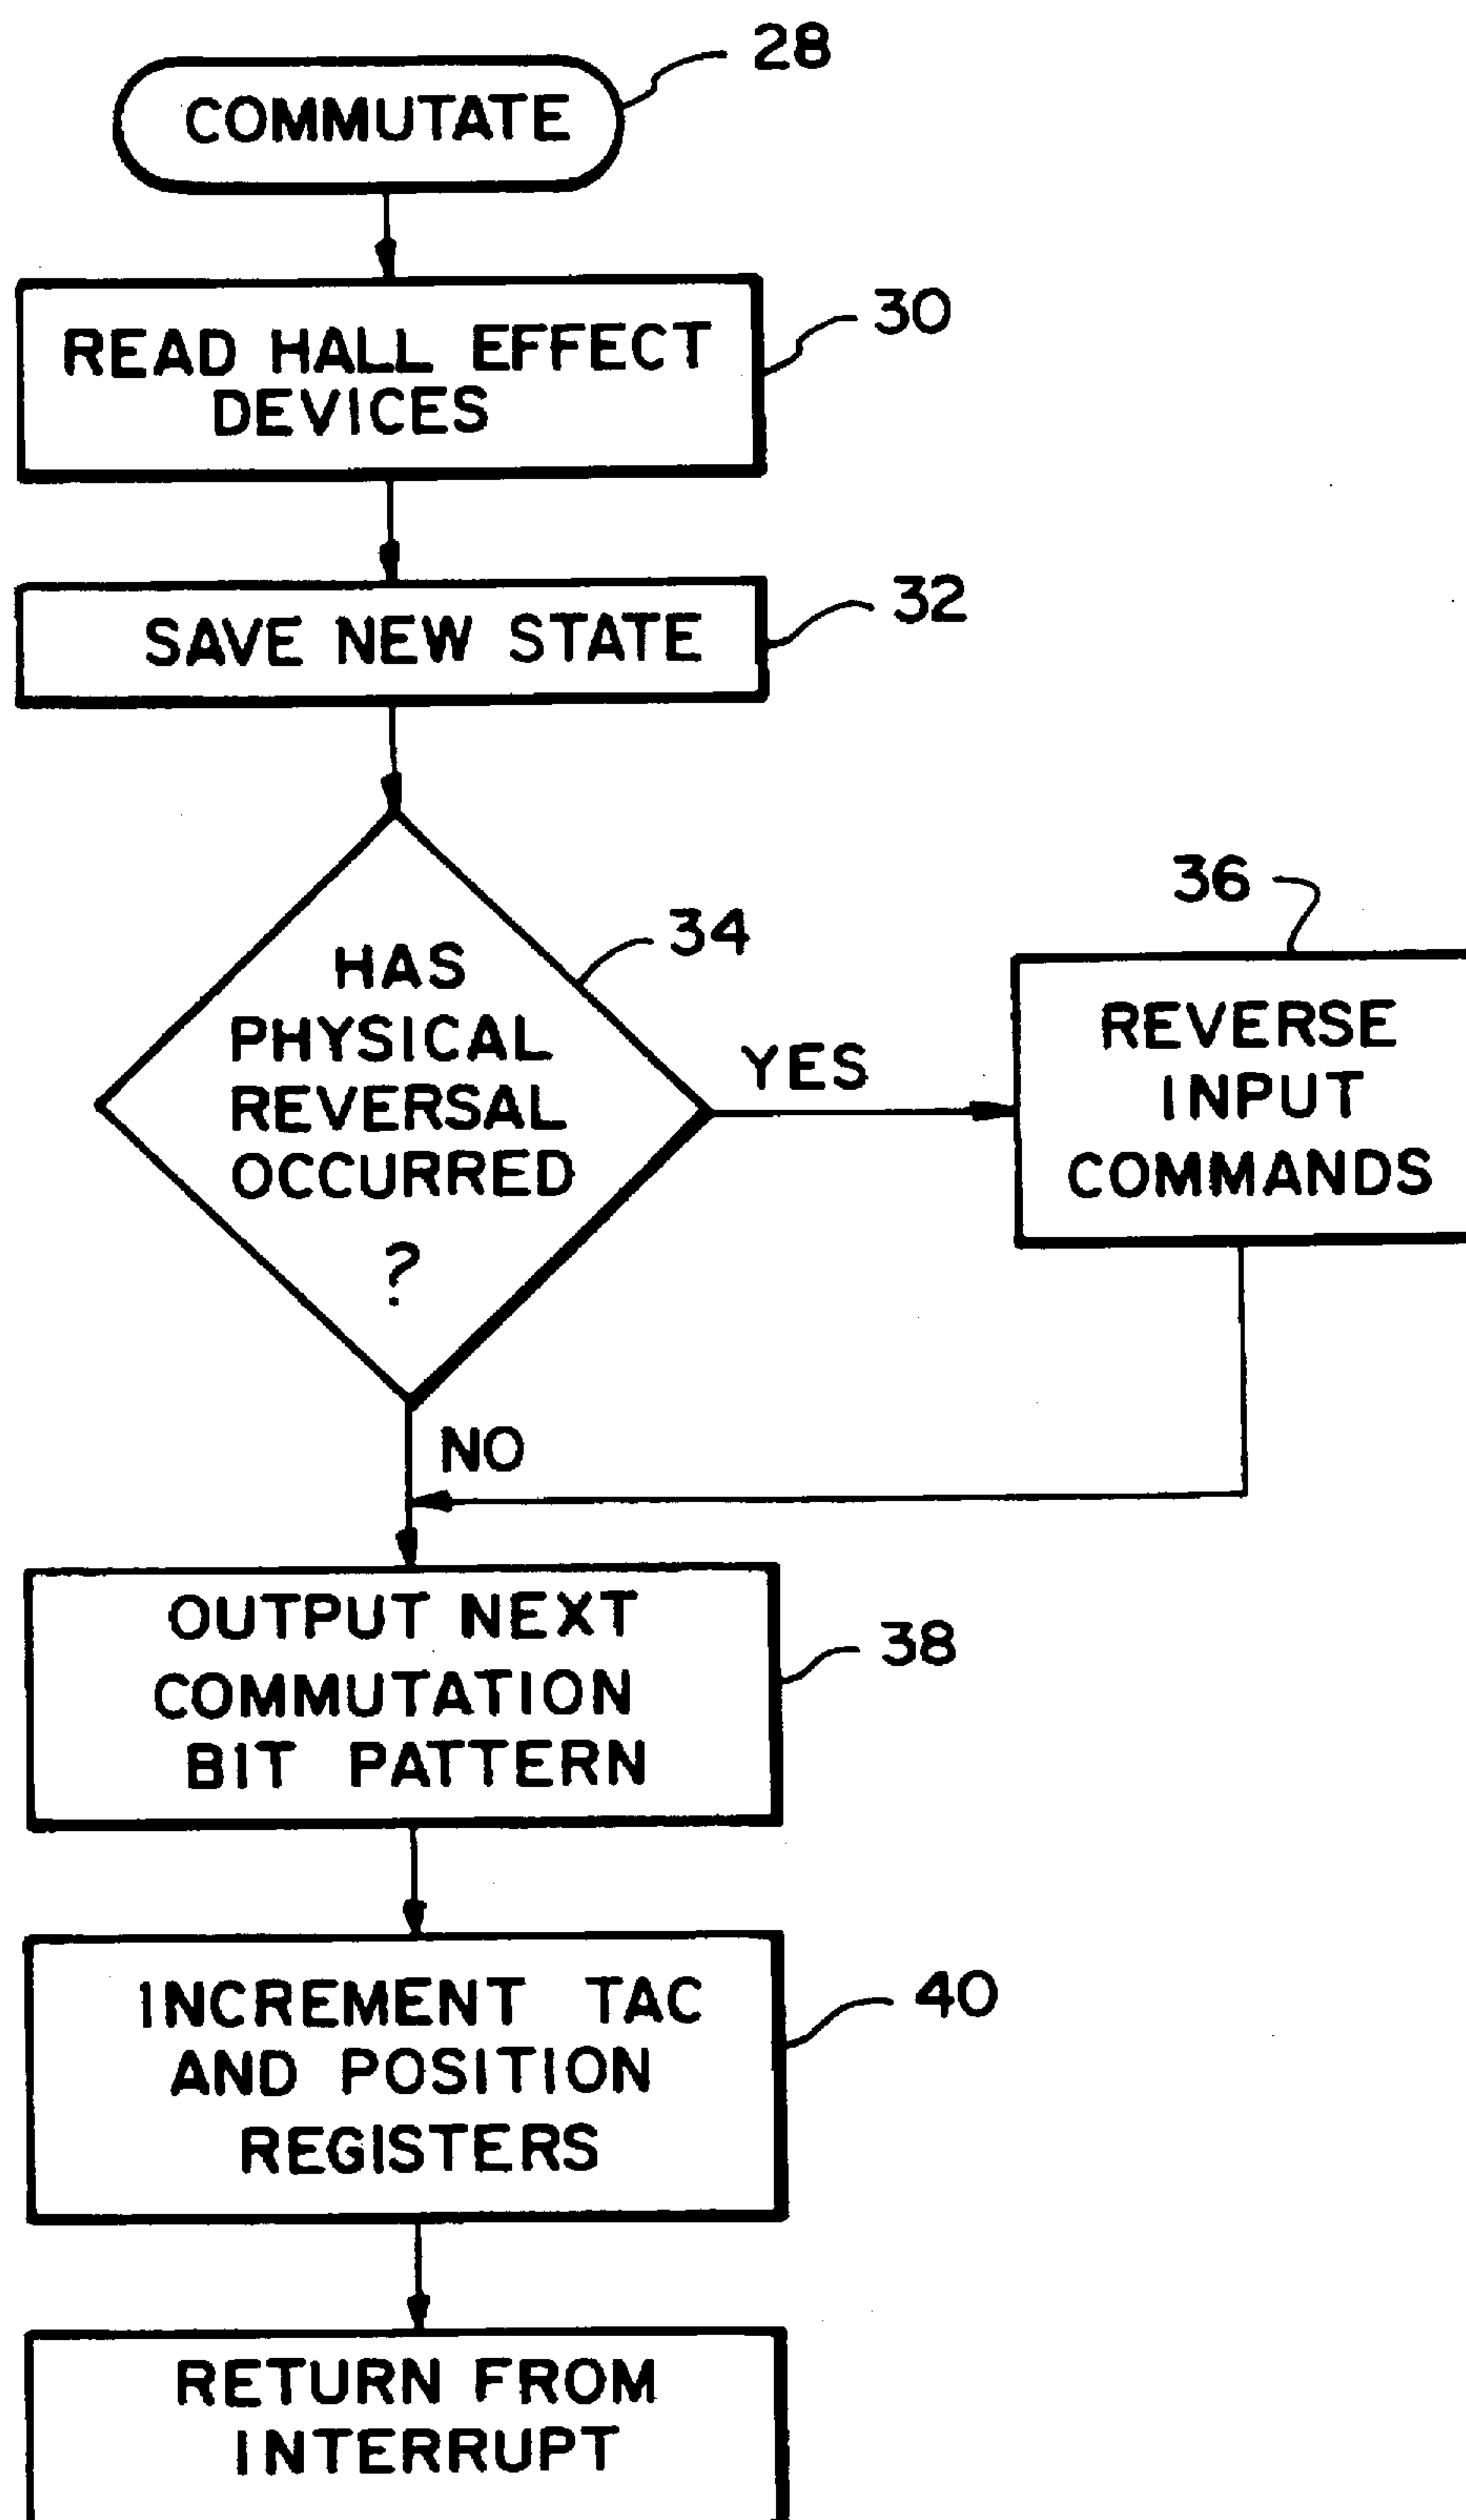 28
COMMUTATE
30
READ HALL EFFECT
DEVICES
32
SAVE NEW STATE
34
HAS
PHYSICAL
REVERSAL
OCCURRED
?
YES
36
REVERSE
INPUT
COMMANDS
NO
OUTPUT NEXT
COMMUTATION
BIT PATTERN
38
INCREMENT TAC
AND POSITION
REGISTERS
40
RETURN FROM
INTERRUPT